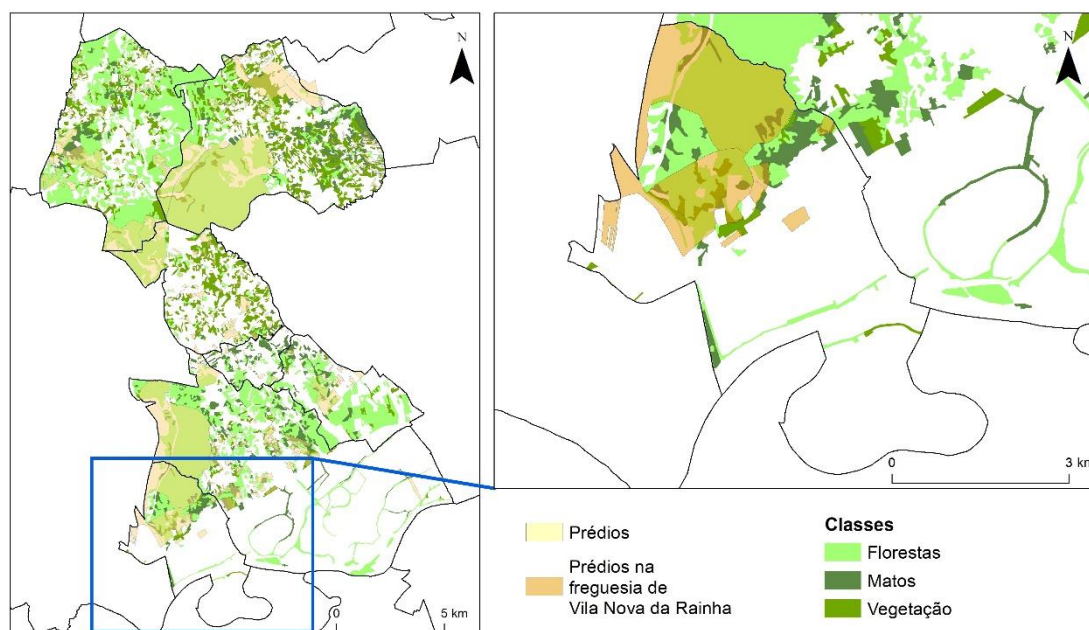 N
0 5 km
N
0 3 km
Prédios
Prédios na
freguesia de
Vila Nova da Rainha
Classes
Florestas
Matos
Vegetação